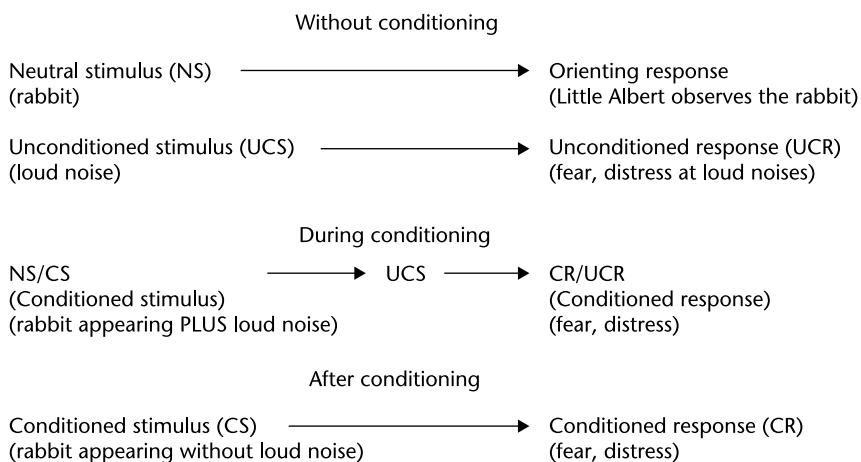 Without conditioning
Neutral stimulus (NS) Orienting response
(rabbit) (Little Albert observes the rabbit)
Unconditioned stimulus (UCS) Unconditioned response (UCR)
(loud noise) (fear, distress at loud noises)
During conditioning
NS/CS UCS CR/UCR
(Conditioned stimulus) (Conditioned response)
(rabbit appearing PLUS loud noise) (fear, distress)
After conditioning
Conditioned stimulus (CS) Conditioned response (CR)
(rabbit appearing without loud noise) (fear, distress)